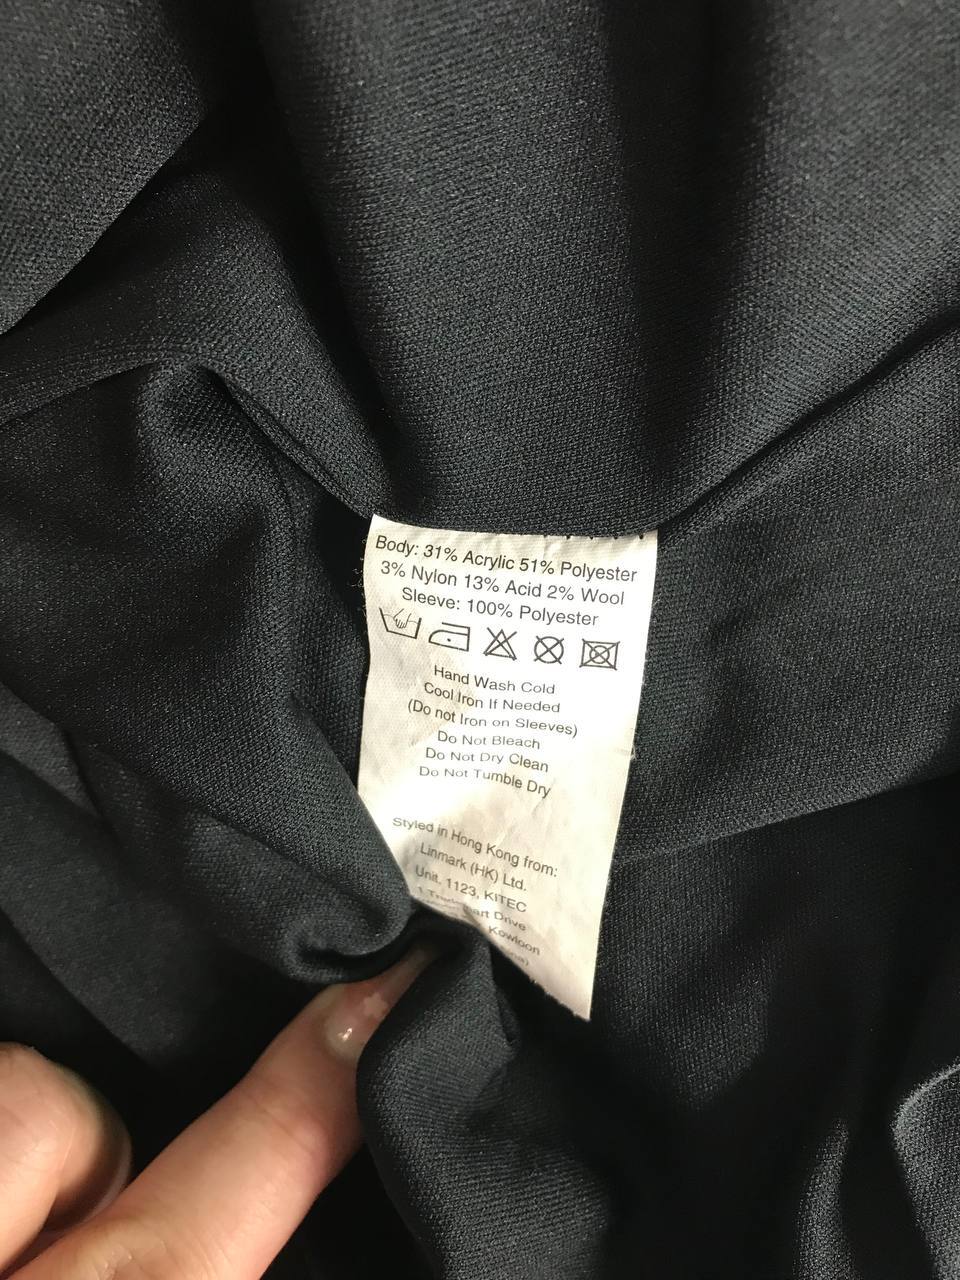 Body: 31% Acrylic 51% Polyester
3% Nylon 13% Acid 2% Wool
Sleeve: 100% Polyester
Hand Wash Cold
Cool Iron If Needed
(Do not Iron on Sleeves)
Do Not Bleach
Do Not Dry Clean
Do Not Tumble Dry
Styled in Hong Kong from:
Linmark (HK) Ltd.
Unit, 1123, KITEC
1 Drive
Kowloon